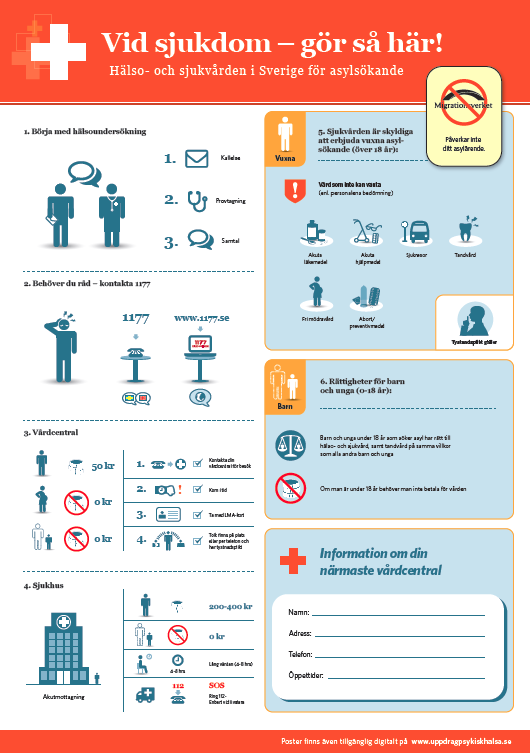 Vid sjukdom – gör så här!
Hälso- och sjukvården i Sverige för asylsökande
Migrationsverket
Påverkar inte
ditt asylärende.
1. Börja med hälsoundersökning
1. Kallelse
2. Provtagning
3. Samtal
2. Behöver du råd – kontakta 1177
1177
www.1177.se
1177
3. Vårdcentral
50 kr
0 kr
0 kr
1. Kontakta din
vårdcentral för besök
2. Kom i tid
3. Ta med LMA-kort
4. Tolk finns på plats
eller per telefon och
har tystnadsplikt
4. Sjukhus
Akutmottagning
200-400 kr
0 kr
4-8 hrs
Lång väntan (4-8 hrs)
112
SOS
Ring 112-
Enbart vid livsfara
Vuxna
5. Sjukvården är skyldiga
att erbjuda vuxna asyl-
sökande (över 18 år):
Vård som inte kan vänta
(enl. personalens bedömning)
Akuta
läkemedel
Akuta
hjälpmedel
Sjukresor
Tandvård
Fri mödravård
Abort/
preventivmedel
Tystnadsplikt gäller
Barn
6. Rättigheter för barn
och unga (0-18 år):
Barn och unga under 18 år som söker asyl har rätt till
hälso- och sjukvård, samt tandvård på samma villkor
som alla andra barn och unga
Om man är under 18 år behöver man inte betala för vården
Information om din
närmaste vårdcentral
Namn:
Adress:
Telefon:
Öppettider:
Poster finns även tillgänglig digitalt på www.uppdragpsykiskhalsa.se